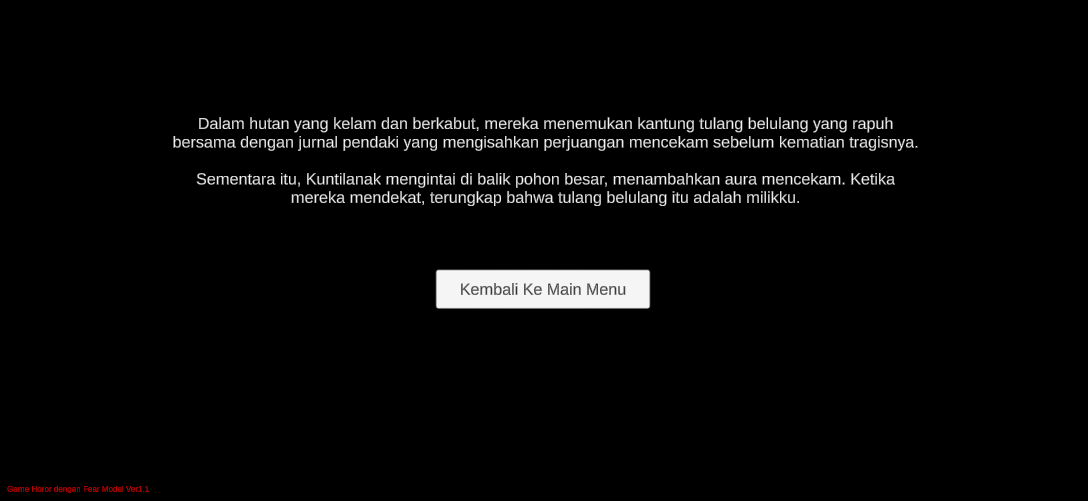 Dalam hutan yang kelam dan berkabut, mereka menemukan kantung tulang belulang yang rapuh
bersama dengan jurnal pendaki yang mengisahkan perjuangan mencekam sebelum kematian tragisnya.
Sementara itu, Kuntilanak mengintai di balik pohon besar, menambahkan aura mencekam. Ketika
mereka mendekat, terungkap bahwa tulang belulang itu adalah milikku.
Kembali Ke Main Menu
Game Horor dengan Fear Model Ver1.1